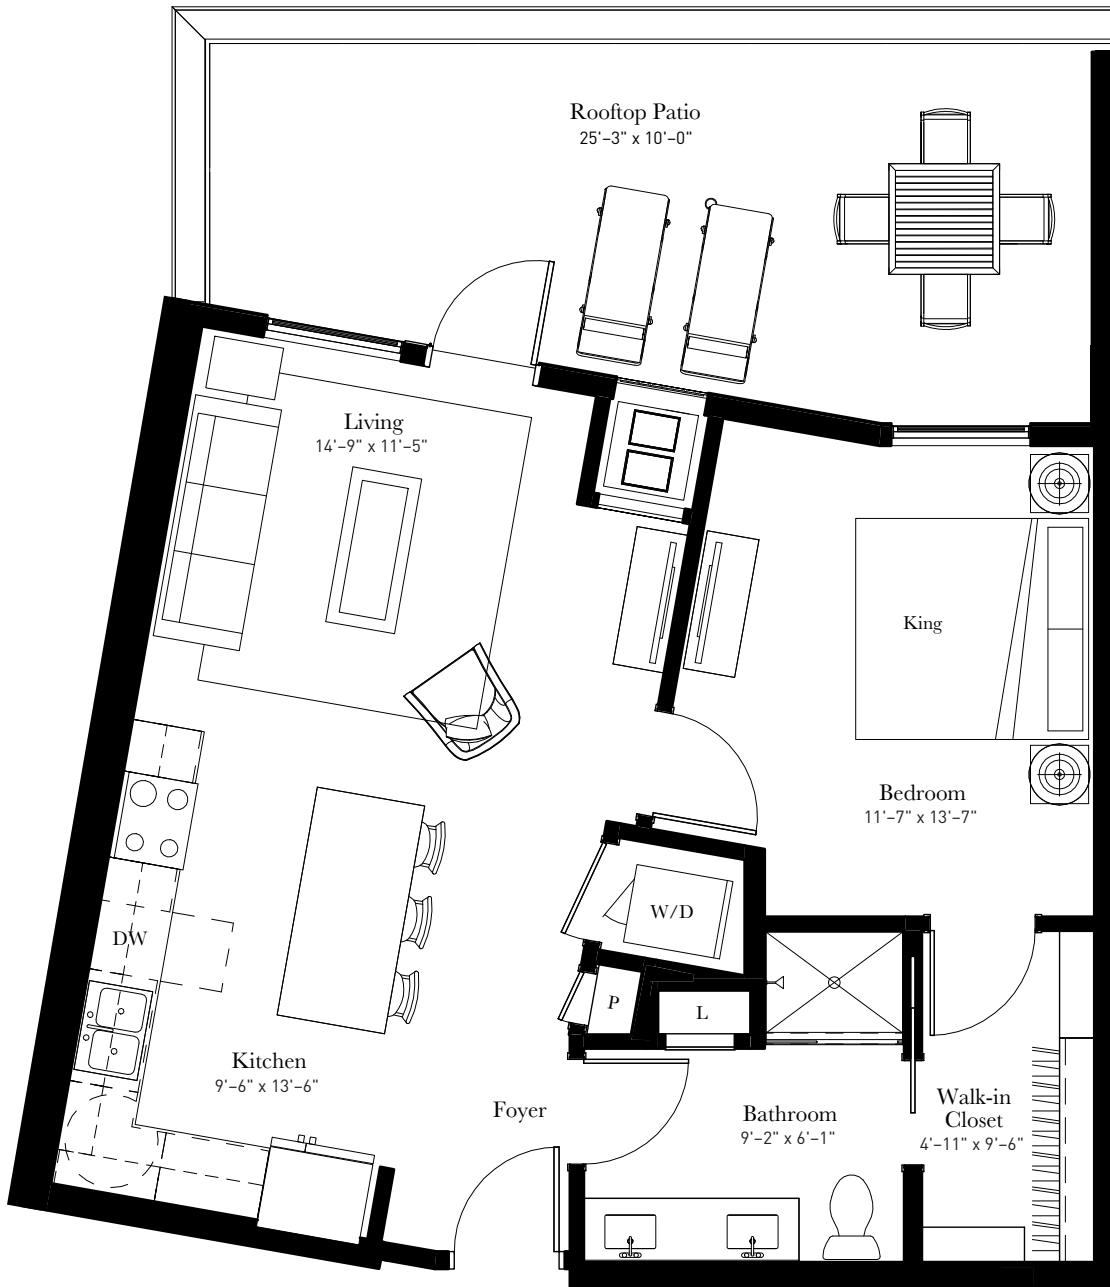 Rooftop Patio
25'–3" x 10'–0"
Living
14'–9" x 11'–5"
King
Bedroom
11'–7" x 13'–7"
W/D
DW
P
L
Kitchen
9'–6" x 13'–6"
Foyer
Bathroom
9'–2" x 6'–1"
Walk-in
Closet
4'–11" x 9'–6"